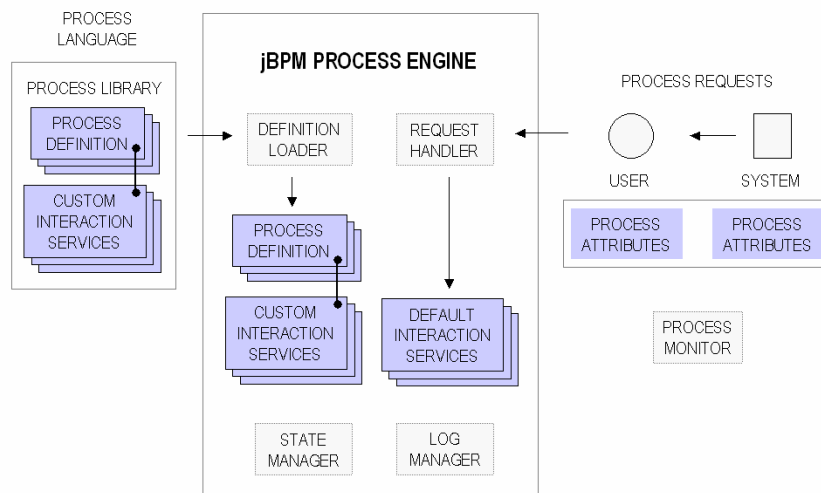 PROCESS
LANGUAGE
PROCESS LIBRARY
PROCESS
DEFINITION
CUSTOM
INTERACTION
SERVICES
jBPM PROCESS ENGINE
DEFINITION
LOADER
REQUEST
HANDLER
PROCESS
DEFINITION
CUSTOM
INTERACTION
SERVICES
DEFAULT
INTERACTION
SERVICES
STATE
MANAGER
LOG
MANAGER
PROCESS REQUESTS
USER
SYSTEM
PROCESS
ATTRIBUTES
PROCESS
ATTRIBUTES
PROCESS
MONITOR